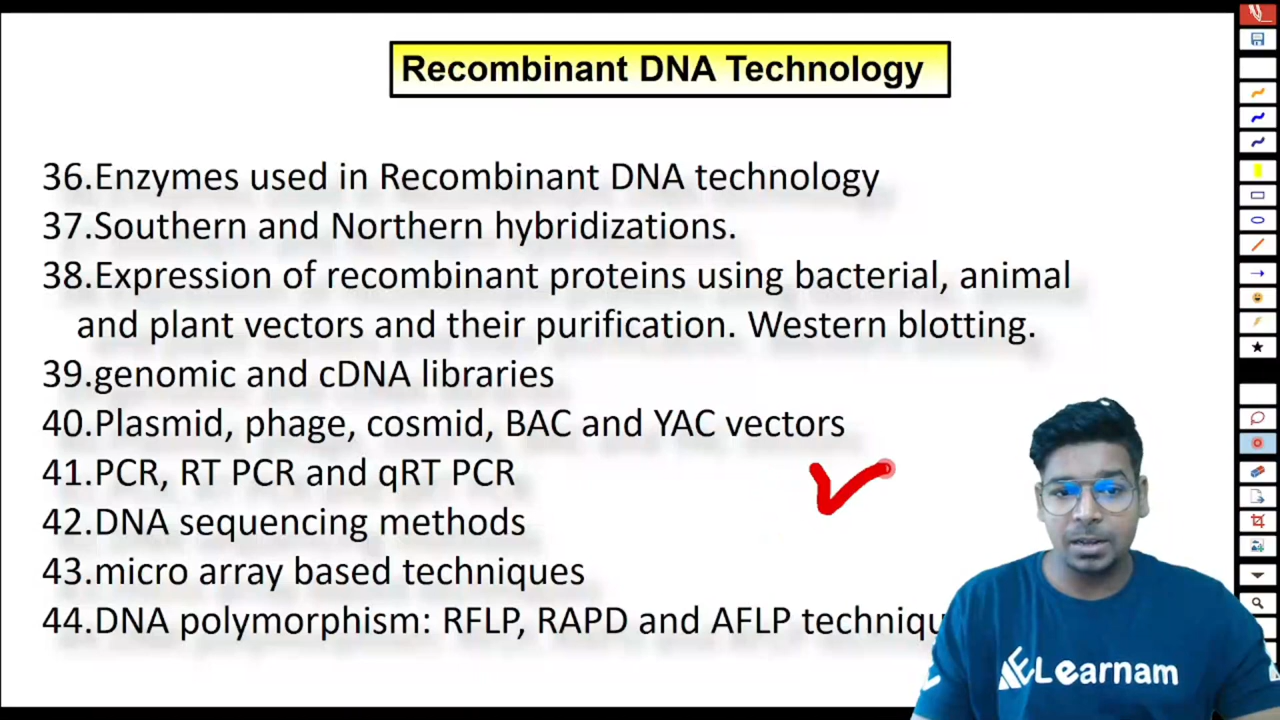 Recombinant DNA Technology
36.Enzymes used in Recombinant DNA technology
37.Southern and Northern hybridizations.
38.Expression of recombinant proteins using bacterial, animal
and plant vectors and their purification. Western blotting.
39.genomic and cDNA libraries
40.Plasmid, phage, cosmid, BAC and YAC vectors
41.PCR, RT PCR and qRT PCR
42.DNA sequencing methods
43.micro array based techniques
44.DNA polymorphism: RFLP, RAPD and AFLP
Learnam